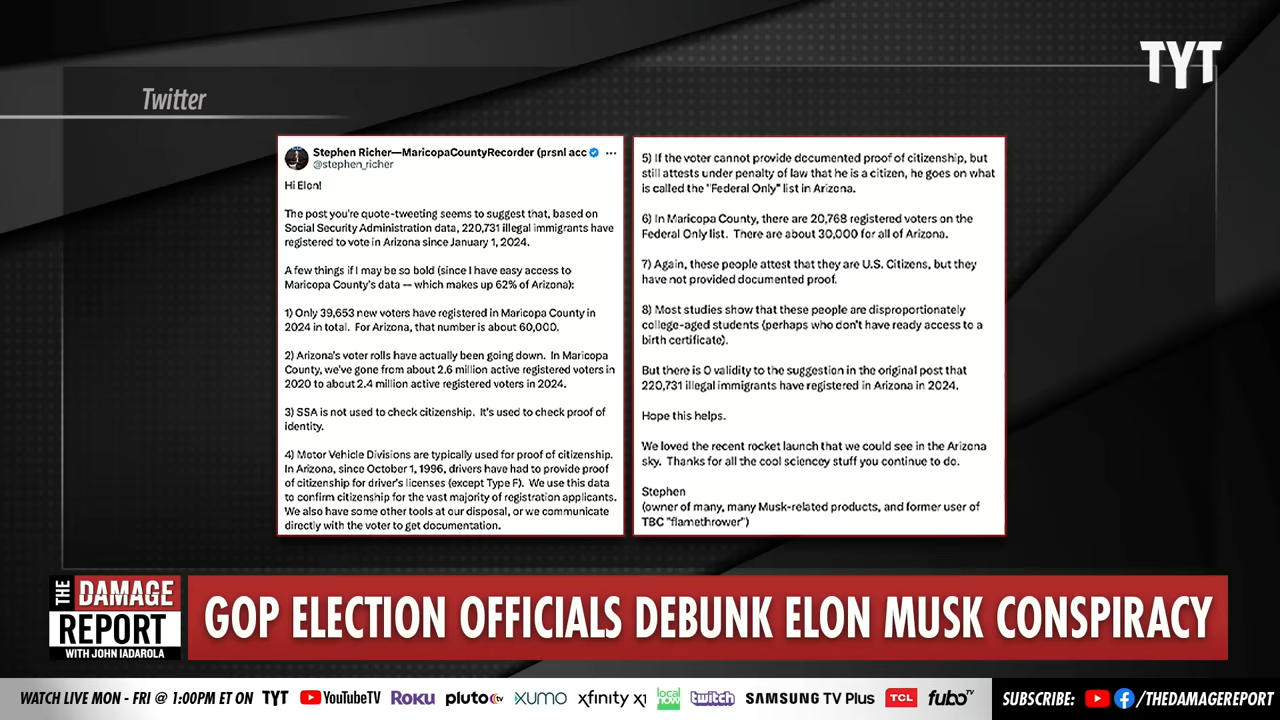 TYT
Twitter
Stephen Richer—MaricopaCountyRecorder (prsnl acc
@stephen_richer
Hi Elon!
The post you're quote-tweeting seems to suggest that, based on
Social Security Administration data, 220,731 illegal immigrants have
registered to vote in Arizona since January 1, 2024.
A few things if I may be so bold (since I have easy access to
Maricopa County's data -- which makes up 62% of Arizona):
1) Only 39,653 new voters have registered in Maricopa County in
2024 in total. For Arizona, that number is about 60,000.
2) Arizona's voter rolls have actually been going down. In Maricopa
County, we've gone from about 2.6 million active registered voters in
2020 to about 2.4 million active registered voters in 2024.
3) SSA is not used to check citizenship. It's used to check proof of
identity.
4) Motor Vehicle Divisions are typically used for proof of citizenship.
In Arizona, since October 1, 1996, drivers have had to provide proof
of citizenship for driver's licenses (except Type F). We use this data
to confirm citizenship for the vast majority of registration applicants.
We also have some other tools at our disposal, or we communicate
directly with the voter to get documentation.
5) If the voter cannot provide documented proof of citizenship, but
still attests under penalty of law that he is a citizen, he goes on what
is called the "Federal Only" list in Arizona.
6) In Maricopa County, there are 20,768 registered voters on the
Federal Only list. There are about 30,000 for all of Arizona.
7) Again, these people attest that they are U.S. Citizens, but they
have not provided documented proof.
8) Most studies show that these people are disproportionately
college-aged students (perhaps who don't have ready access to a
birth certificate).
But there is 0 validity to the suggestion in the original post that
220,731 illegal immigrants have registered in Arizona in 2024.
Hope this helps.
We loved the recent rocket launch that we could see in the Arizona
sky. Thanks for all the cool sciencey stuff you continue to do.
Stephen
(owner of many, many Musk-related products, and former user of
TBC "flamethrower")
THE DAMAGE
REPORT
WITH JOHN IADAROLA
GOP ELECTION OFFICIALS DEBUNK ELON MUSK CONSPIRACY
WATCH LIVE MON - FRI @ 1:00PM ET ON TYT YouTubeTV Roku pluto tv XUMO xfinity x1 local now twitch SAMSUNG TV Plus TCL fubo TV SUBSCRIBE: /THEDAMAGEREPORT